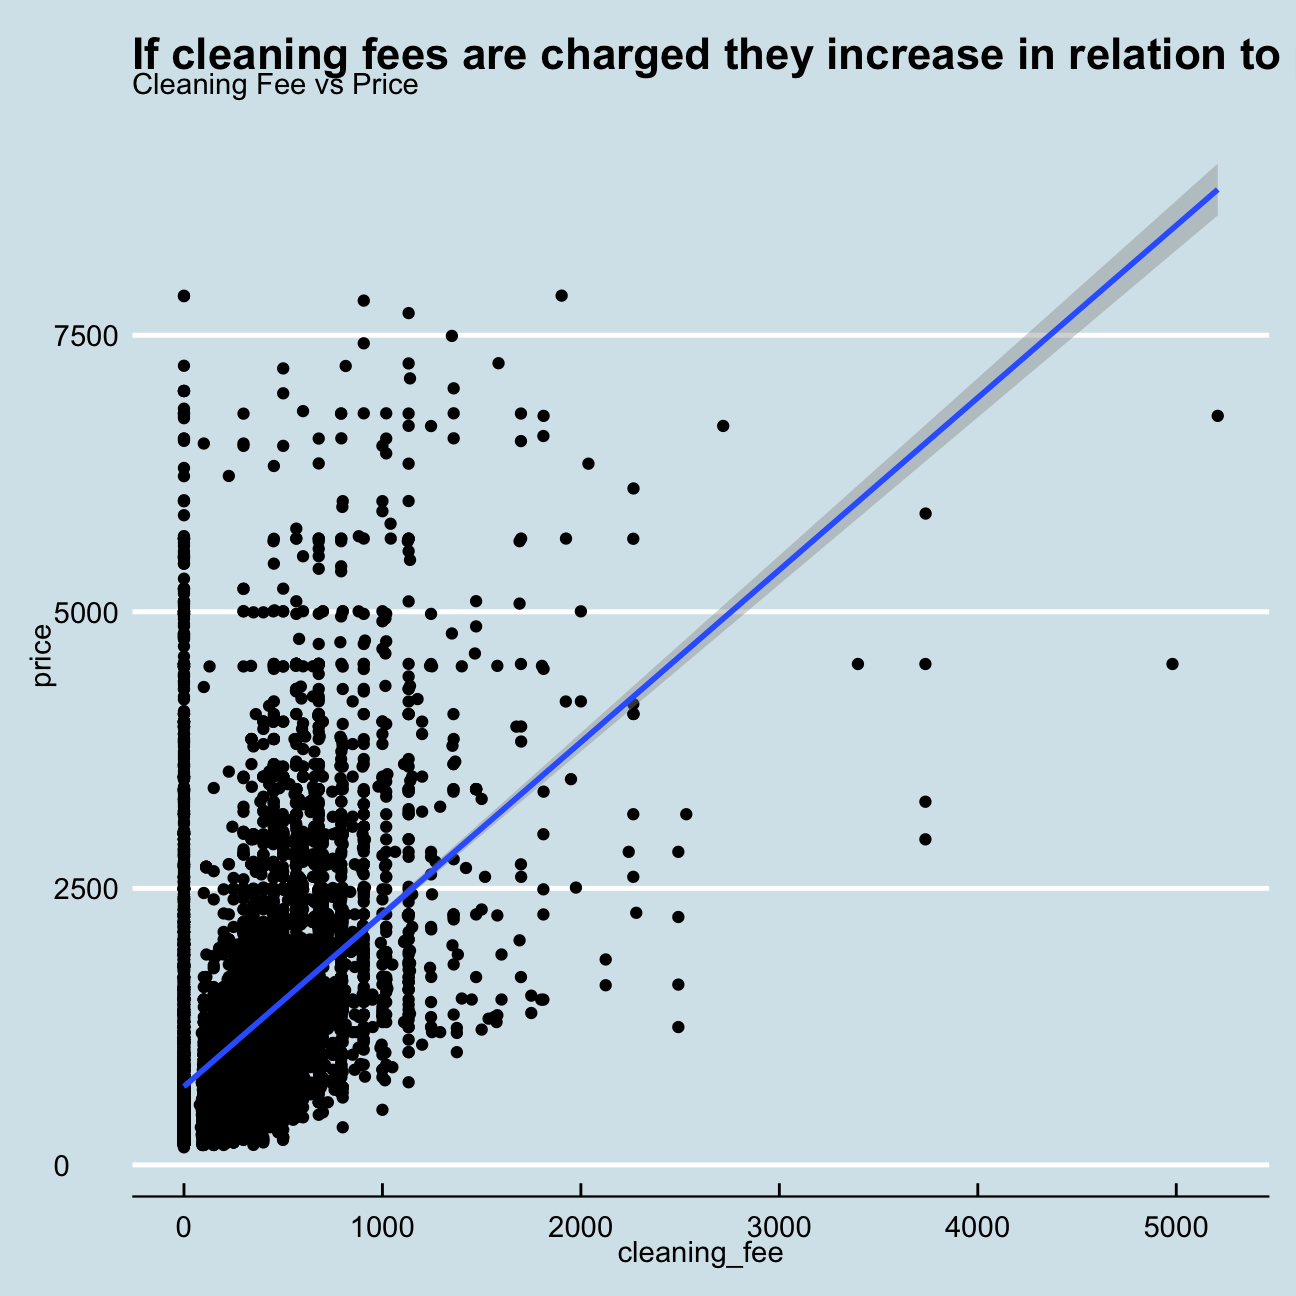 If cleaning fees are charged they increase in relation to
Cleaning Fee vs Price
7500
5000
2500
0
price
0 1000 2000 3000 4000 5000
cleaning_fee